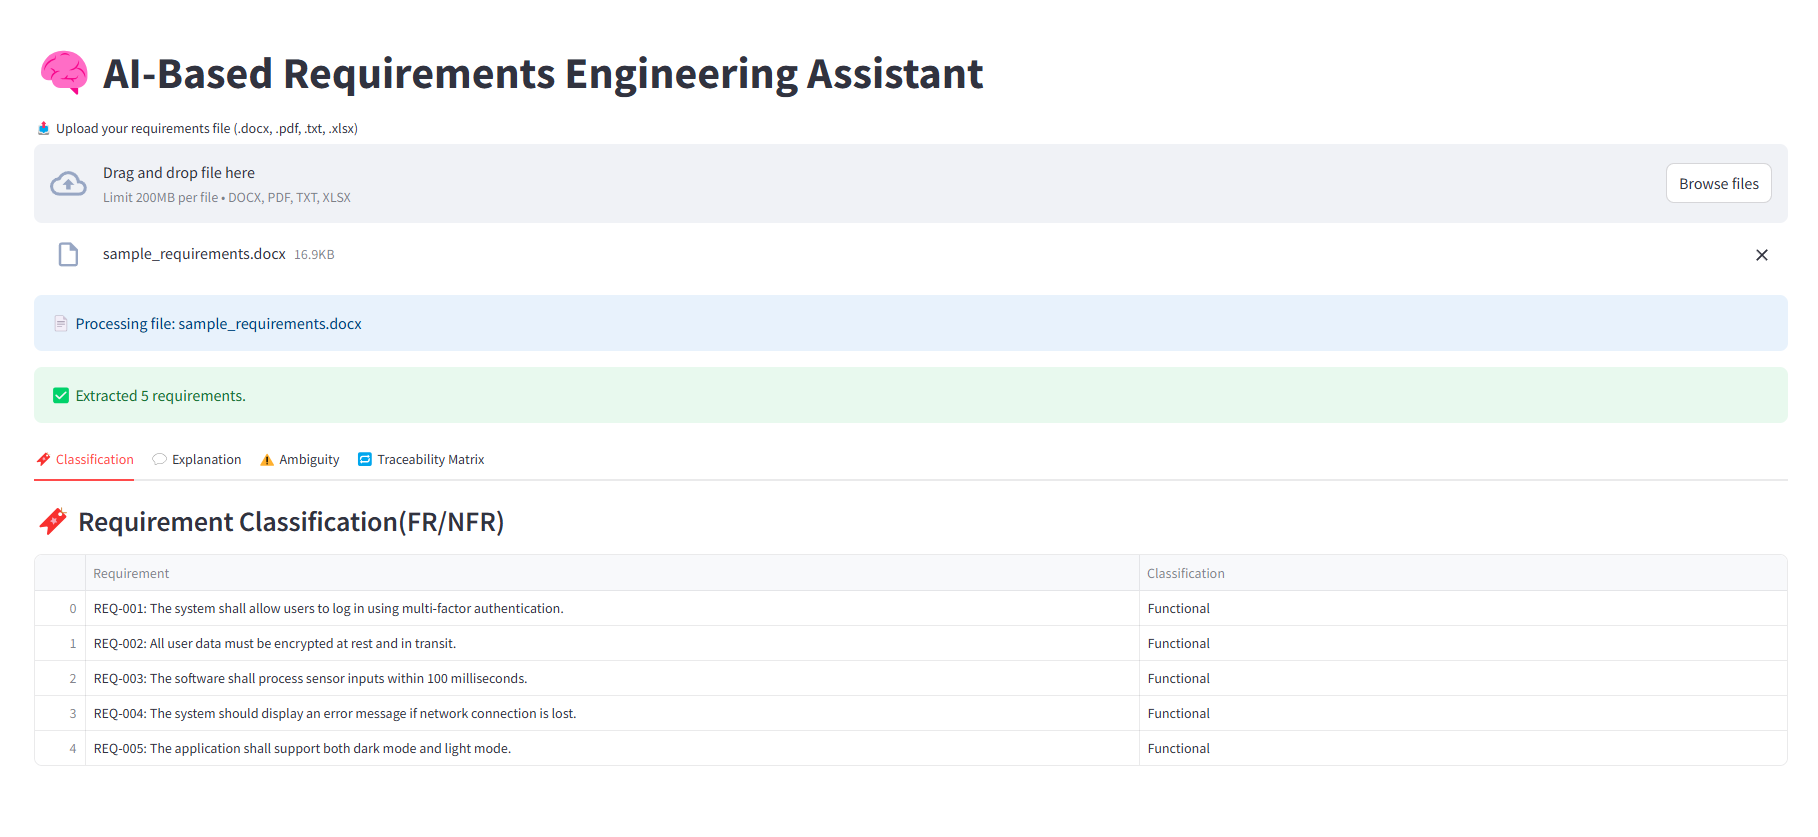 AI-Based Requirements Engineering Assistant
Upload your requirements file (.docx, .pdf, .txt, .xlsx)
Drag and drop file here
Limit 200MB per file • DOCX, PDF, TXT, XLSX
Browse files
sample_requirements.docx 16.9KB
Processing file: sample_requirements.docx
Extracted 5 requirements.
Classification Explanation Ambiguity Traceability Matrix
Requirement Classification(FR/NFR)
Requirement Classification
0 REQ-001: The system shall allow users to log in using multi-factor authentication. Functional
1 REQ-002: All user data must be encrypted at rest and in transit. Functional
2 REQ-003: The software shall process sensor inputs within 100 milliseconds. Functional
3 REQ-004: The system should display an error message if network connection is lost. Functional
4 REQ-005: The application shall support both dark mode and light mode. Functional